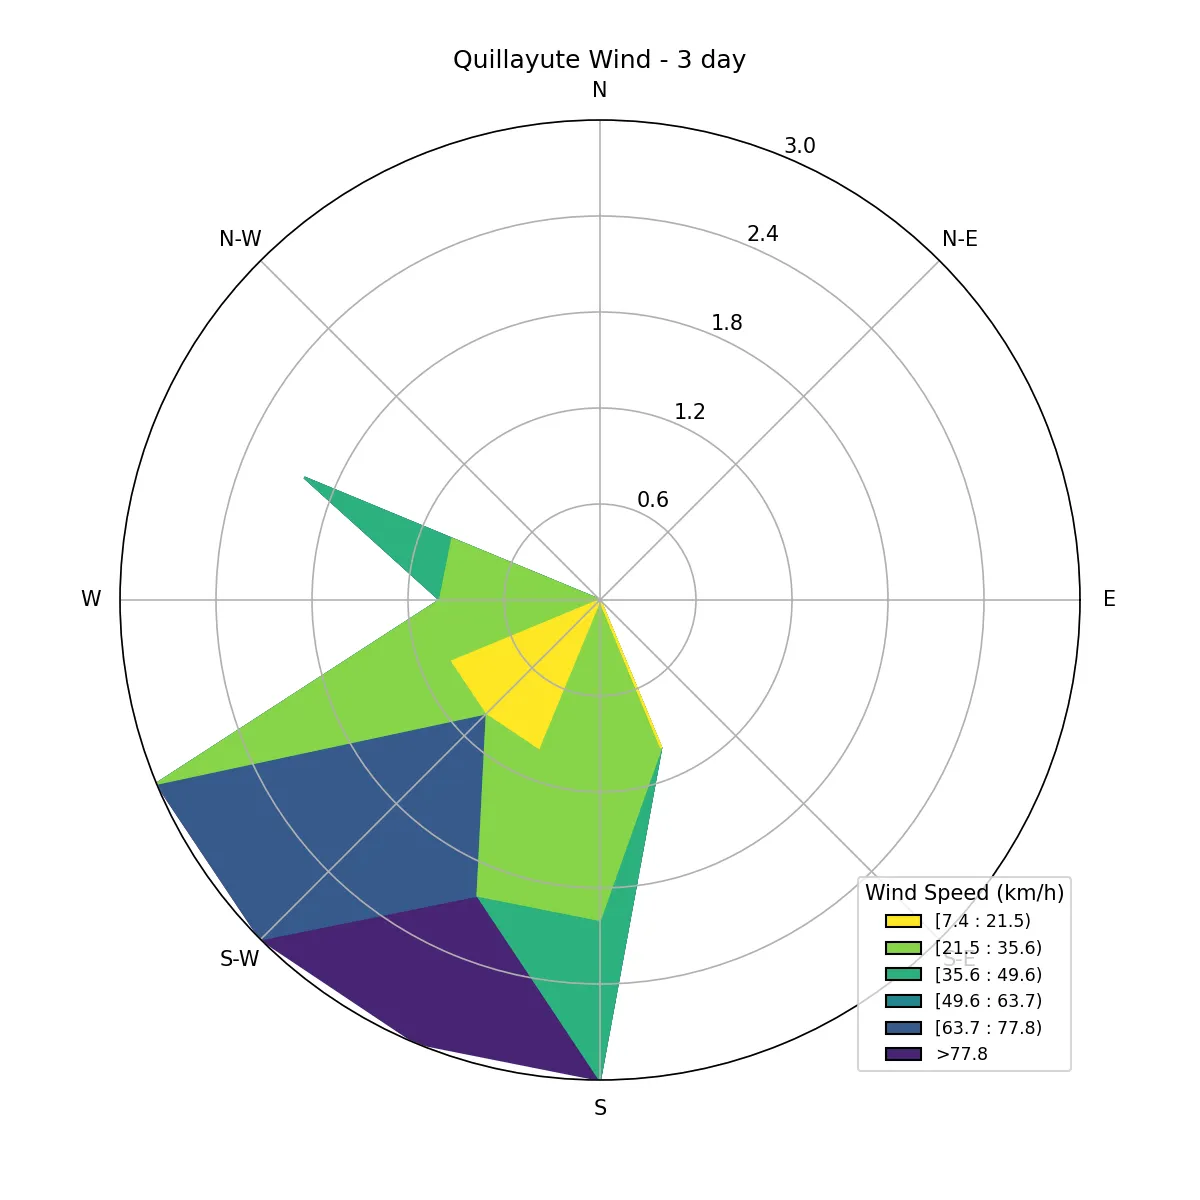 Quillayute Wind - 3 day
N
3.0
N-W
N-E
2.4
1.8
1.2
0.6
W
E
S-W
S-E
Wind Speed (km/h)
[7.4 : 21.5)
[21.5 : 35.6)
[35.6 : 49.6)
[49.6 : 63.7)
[63.7 : 77.8)
>77.8
S